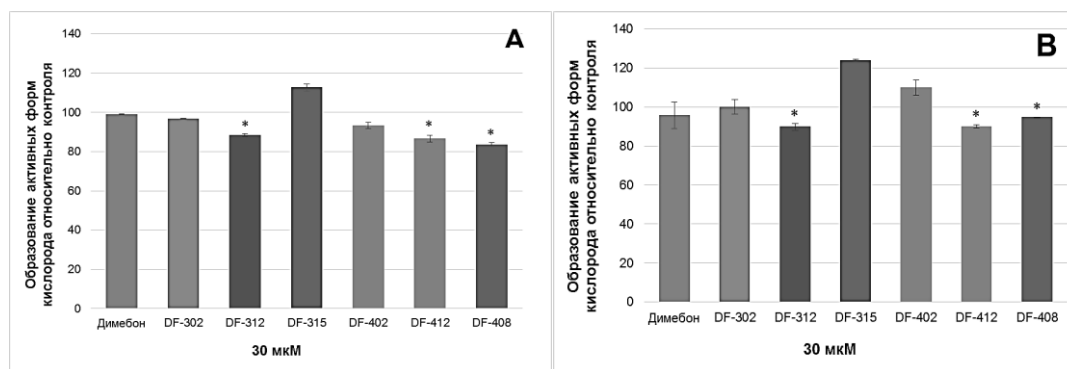 A
Образование активных форм
кислорода относительно контроля
140
120
100
80
60
40
20
0
*
*
*
Димебон DF-302 DF-312 DF-315 DF-402 DF-412 DF-408
30 мкМ
B
Образование активных форм
кислорода относительно контроля
140
120
100
80
60
40
20
0
*
*
*
Димебон DF-302 DF-312 DF-315 DF-402 DF-412 DF-408
30 мкМ